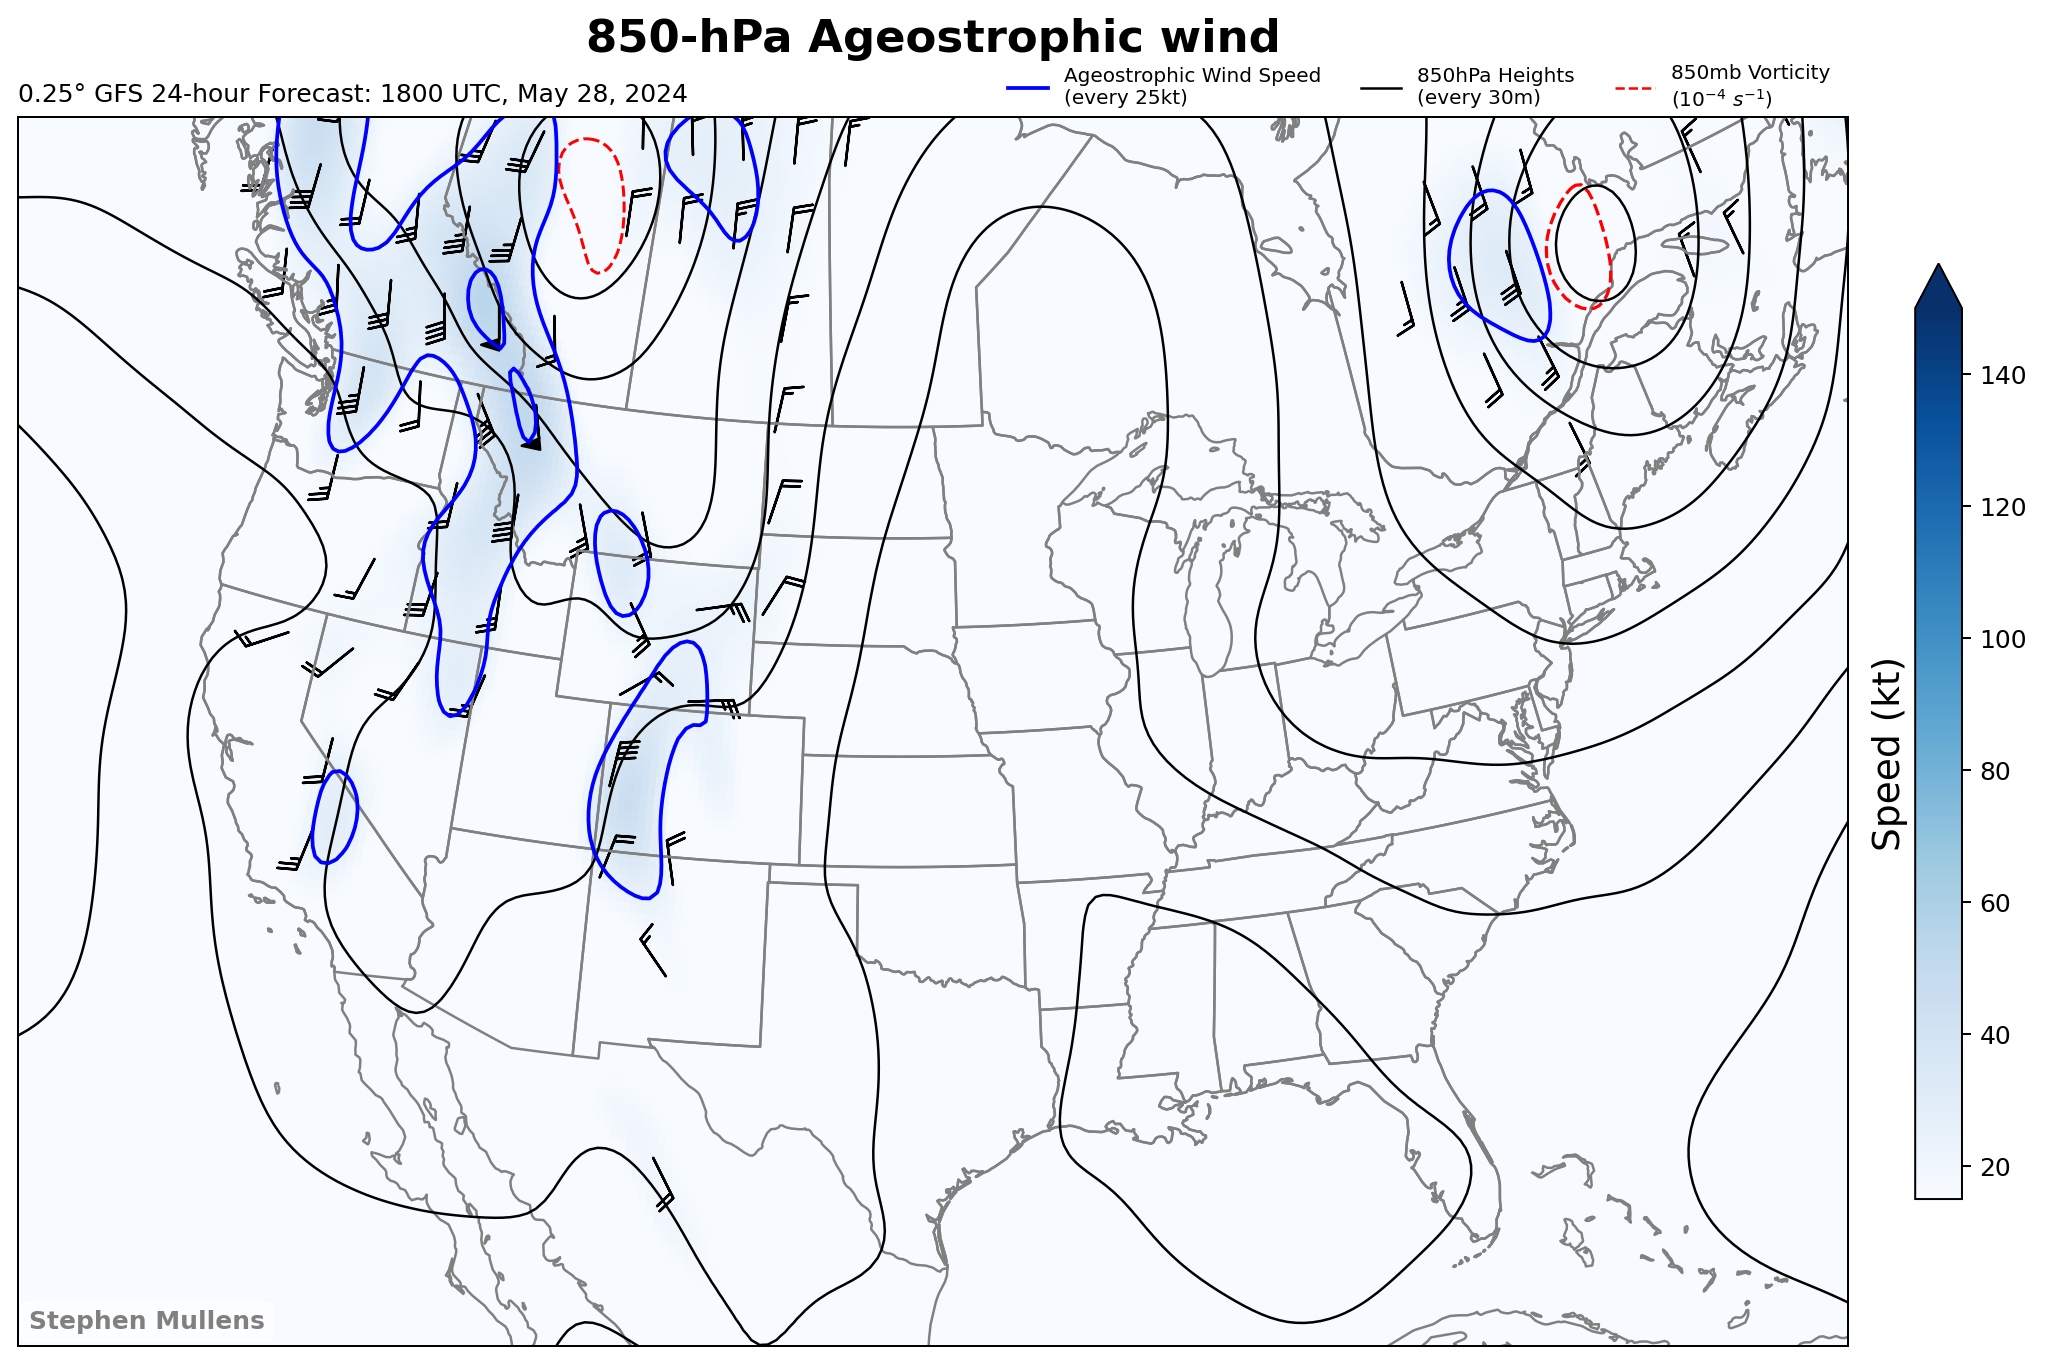 850-hPa Ageostrophic wind
0.25° GFS 24-hour Forecast: 1800 UTC, May 28, 2024
Ageostrophic Wind Speed
(every 25kt)
850hPa Heights
(every 30m)
850mb Vorticity
(10⁻⁴ s⁻¹)
140
120
100
80
60
40
20
Speed (kt)
Stephen Mullens